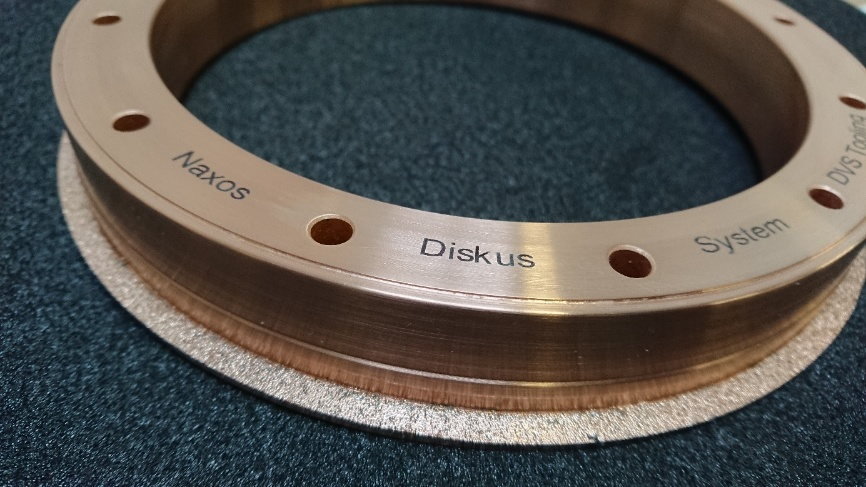 Naxos
Diskus
System
DVS Tooling